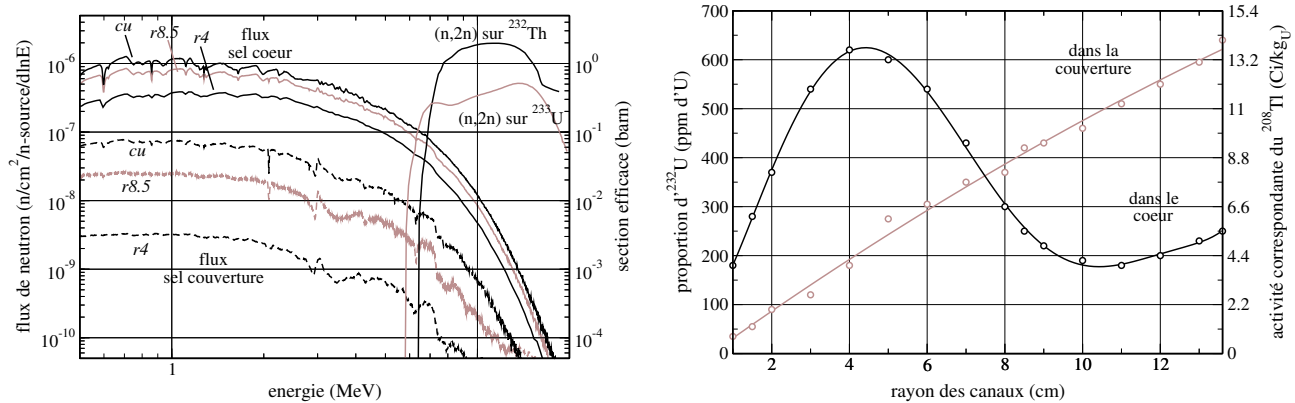 cu
r8.5
r4
flux
sel coeur
(n,2n) sur ²³²Th
(n,2n) sur ²³³U
cu
r8.5
r4
flux
sel couverture
10⁻⁶
10⁻⁷
10⁻⁸
10⁻⁹
10⁻¹⁰
flux de neutron (n/cm²/n-source/dlnE)
10⁰
10⁻¹
10⁻²
10⁻³
10⁻⁴
section efficace (barn)
1
energie (MeV)
700
600
500
400
300
200
100
0
proportion d'²³²U (ppm d'U)
dans la
couverture
dans le
coeur
15.4
13.2
11
8.8
6.6
4.4
2.2
0
activité correspondante du ²⁰⁸Tl (Ci/kg_U)
2 4 6 8 10 12
rayon des canaux (cm)